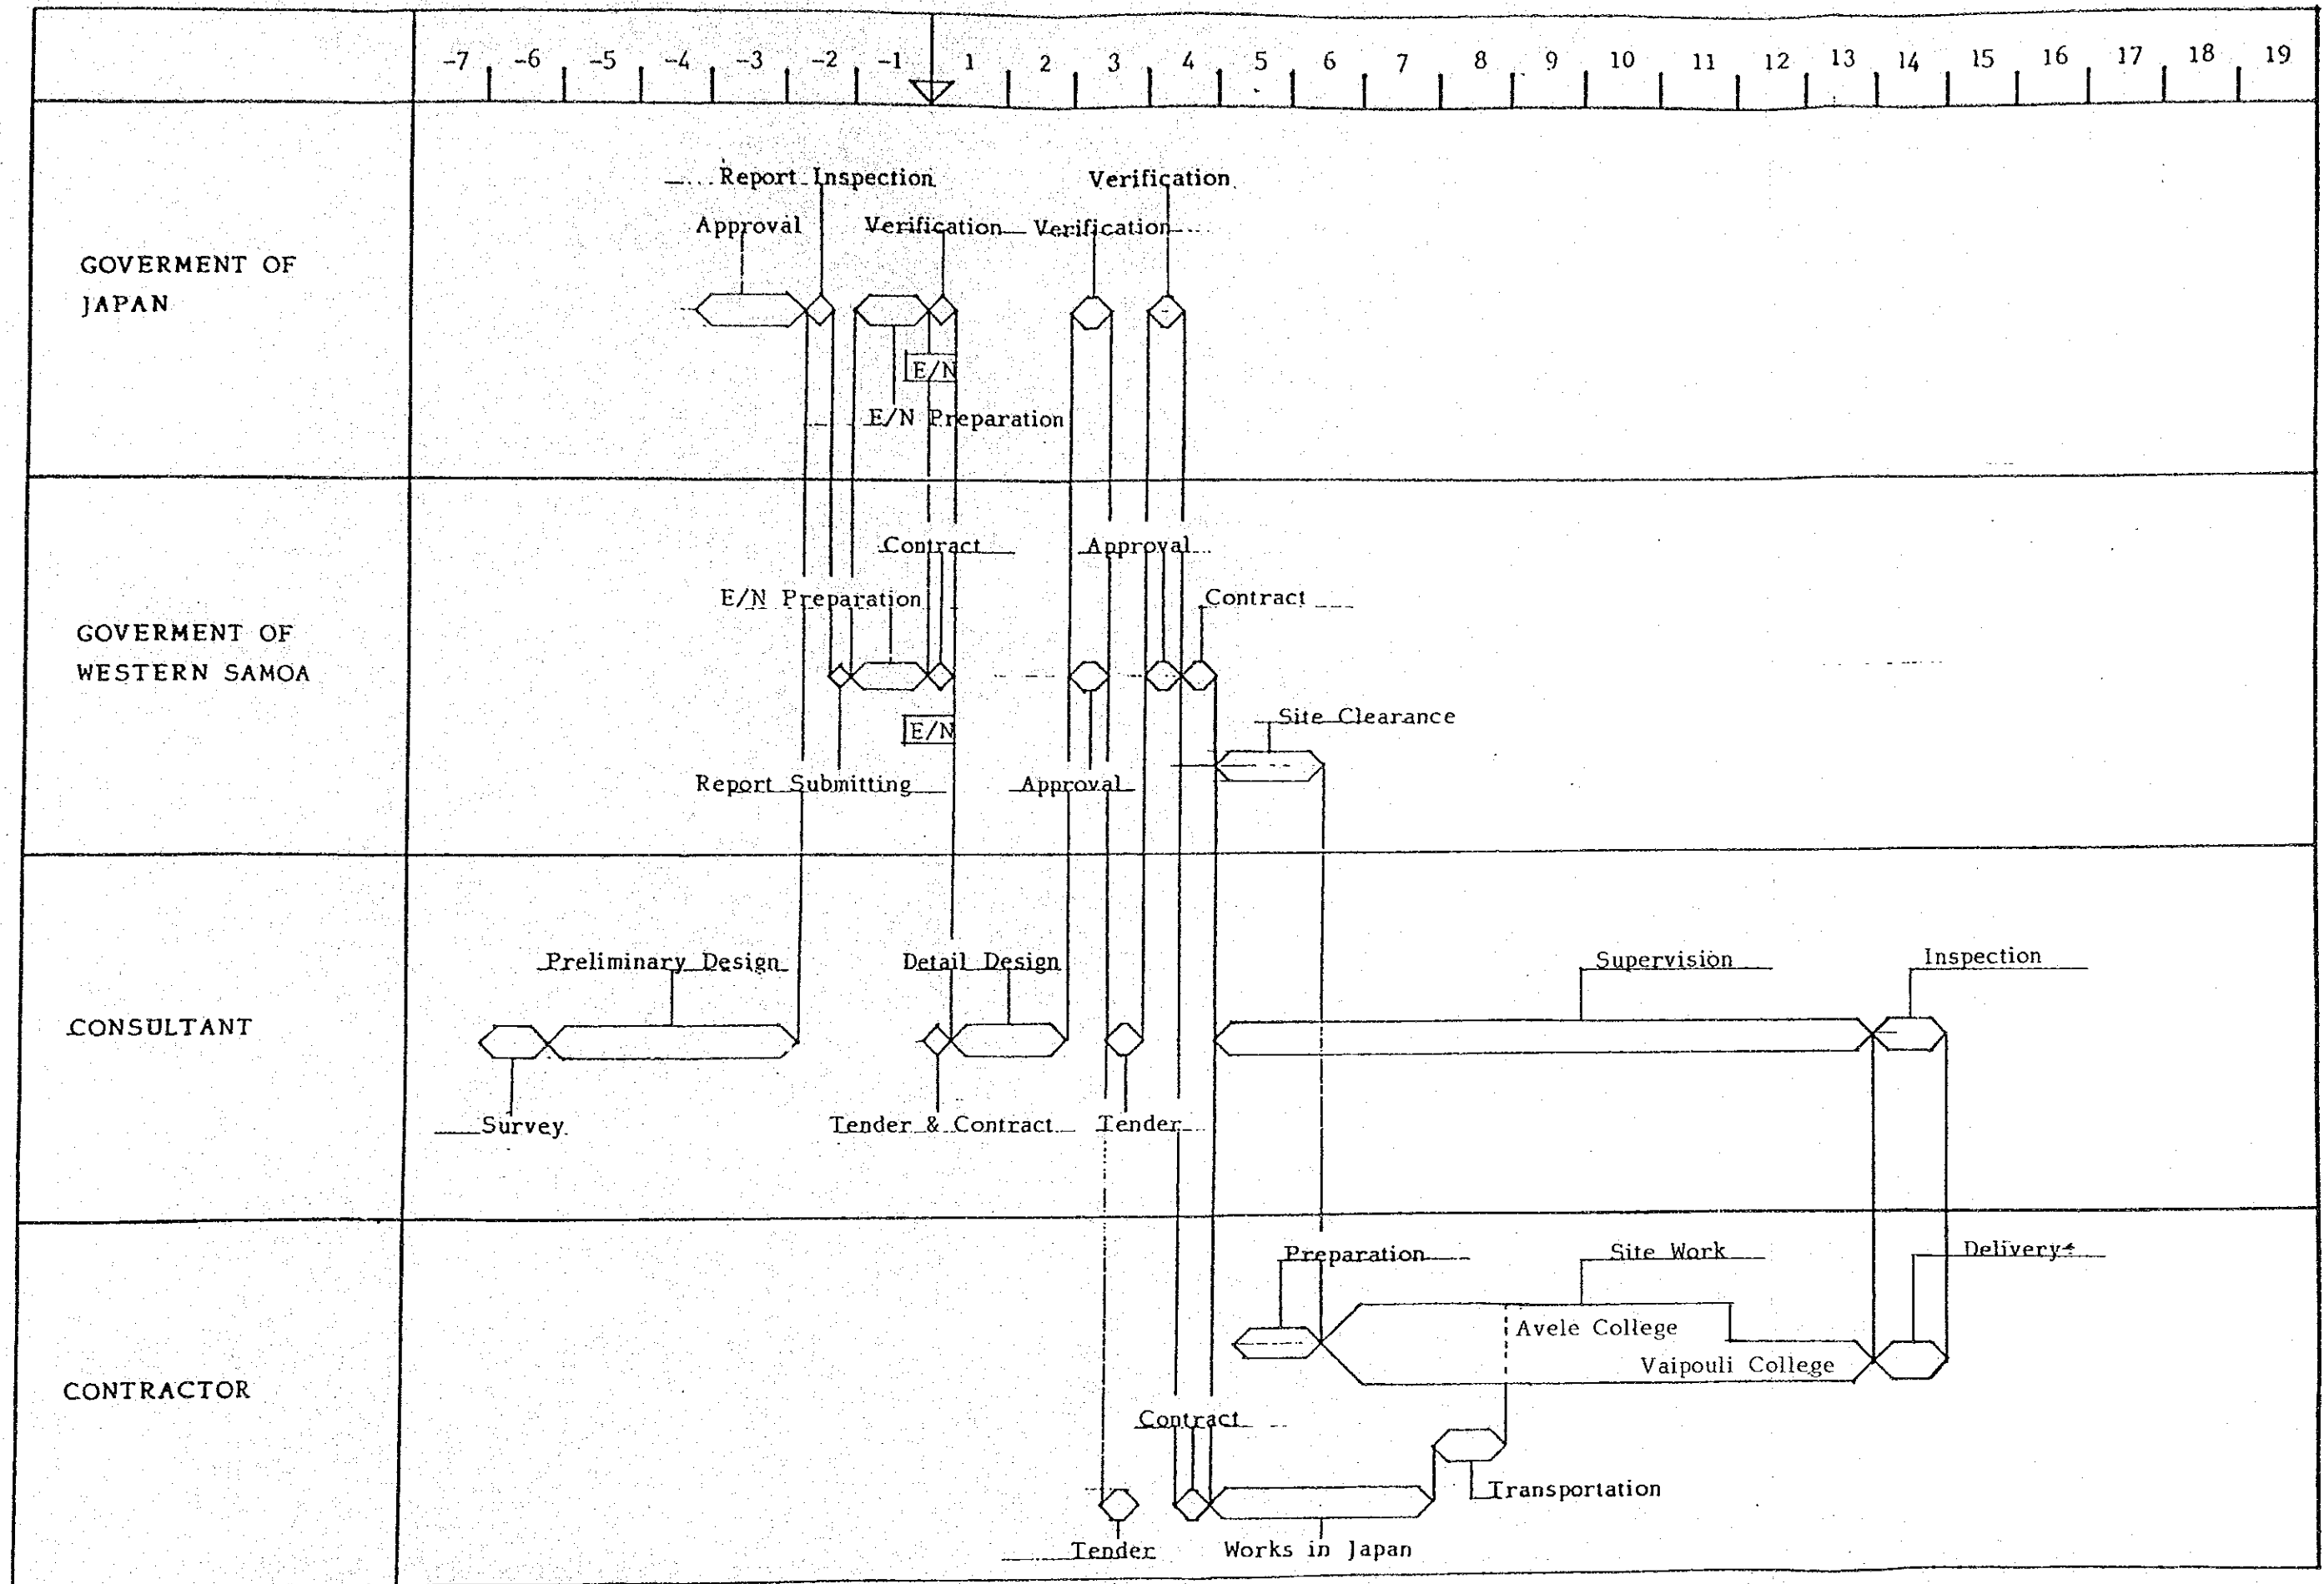 -7 -6 -5 -4 -3 -2 -1 1 2 3 4 5 6 7 8 9 10 11 12 13 14 15 16 17 18 19
Report Inspection
Verification
Approval
Verification
Verification
GOVERMENT OF
JAPAN
E/N
E/N Preparation
Contract
Approval
E/N Preparation
Contract
GOVERMENT OF
WESTERN SAMOA
E/N
Site Clearance
Report Submitting
Approval
Preliminary Design
Detail Design
Supervision
Inspection
CONSULTANT
Survey
Tender & Contract
Tender
Preparation
Site Work
Delivery
Avele College
Vaipouli College
CONTRACTOR
Contract
Transportation
Tender
Works in Japan